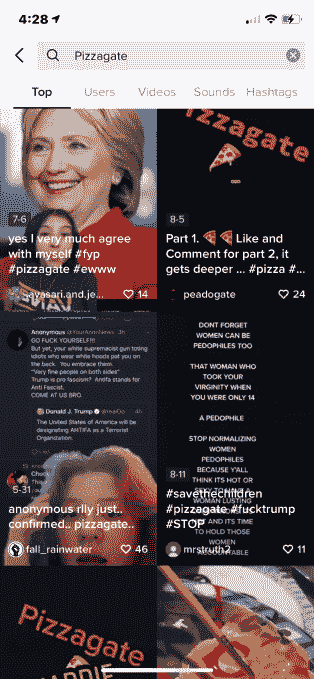 4:28
Pizzagate
Top
Users
Videos
Sounds
Hashtags
7-6
yes I very much agree
with myself #fyp
#pizzagate #ewww
14
Pizzagate
8-5
Part 1. 🍕🍕 Like and
Comment for part 2, it
gets deeper ... #pizza #...
peadogate
24
Anonymous @YourAnonNews · 3h
GO FUCK YOURSELF!!!
But yet, your white supremacist gun toting
idiots who wear white hoods pat you on
the back. You embrace them.
"Very fine people on both sides"
Trump is pro fascism? Antifa stands for
Anti Fascist.
COME AT US BRO.
Donald J. Trump
4h
The United States of America will be
designating ANTIFA as a Terrorist
Organization.
5-31
anonymous rlly just..
confirmed.. pizzagate..
fall_rainwater
46
DONT FORGET
WOMEN CAN BE
PEDOPHILES TOO
THAT WOMAN WHO
TOOK YOUR
VIRGINITY WHEN
YOU WERE ONLY 14
A PEDOPHILE
STOP NORMALIZING
WOMEN
PEDOPHILES
BECAUSE Y'ALL
THINK ITS HOT OR
WOMAN LUSTING
AND ITS TIME
TO HOLD THOSE
WOMEN
ACCOUNTABLE
8-11
#savethechildren
#pizzagate #fucktrump
#STOP
mrstruth2
11
Pizzagate